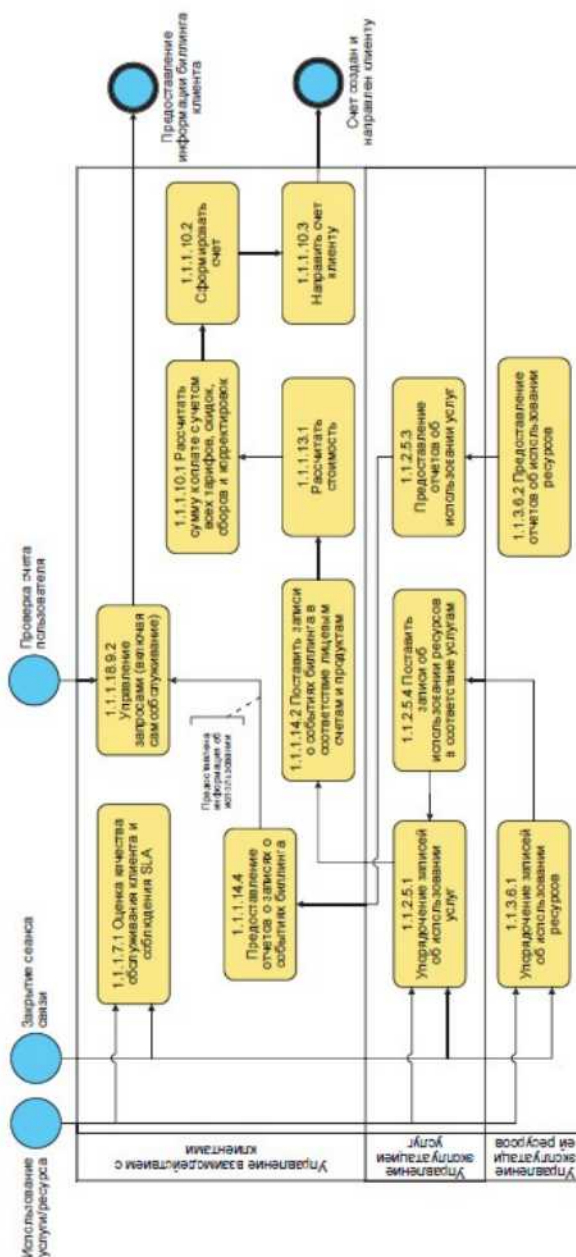 Использование
услуги/ресурса
Закрытие сеанса
связи
Проверка счета
пользователя
Управление взаимодействием с
клиентами
1.1.1.7.1 Оценка качества
обслуживания клиента и
соблюдения SLA
1.1.1.18.9.2
Управление
запросами (включая
самообслуживание)
Предоставление
информации биллинга
клиента
Предоставлена
информация об
использовании
1.1.1.14.4
Предоставление
отчетов о записях о
событиях биллинга
1.1.1.10.1 Рассчитать
сумму к оплате с учетом
всех тарифов, скидок,
сборов и корректировок
1.1.1.10.2
Сформировать
счет
1.1.1.14.2 Поставить записи
о событиях биллинга в
соответствие лицевым
счетам и продуктам
1.1.1.13.1
Рассчитать
стоимость
1.1.1.10.3
Направить счет
клиенту
Счет создан и
направлен клиенту
Управление
эксплуатацией
услуг
1.1.2.5.1
Упорядочение записей
об использовании
услуг
1.1.2.5.4 Поставить
записи об
использовании ресурсов
в соответствие услугам
1.1.2.5.3
Предоставление
отчетов об
использовании услуг
Управление
эксплуатаци
ей ресурсов
1.1.3.6.1
Упорядочение записей
об использовании
ресурсов
1.1.3.6.2 Предоставление
отчетов об использовании
ресурсов